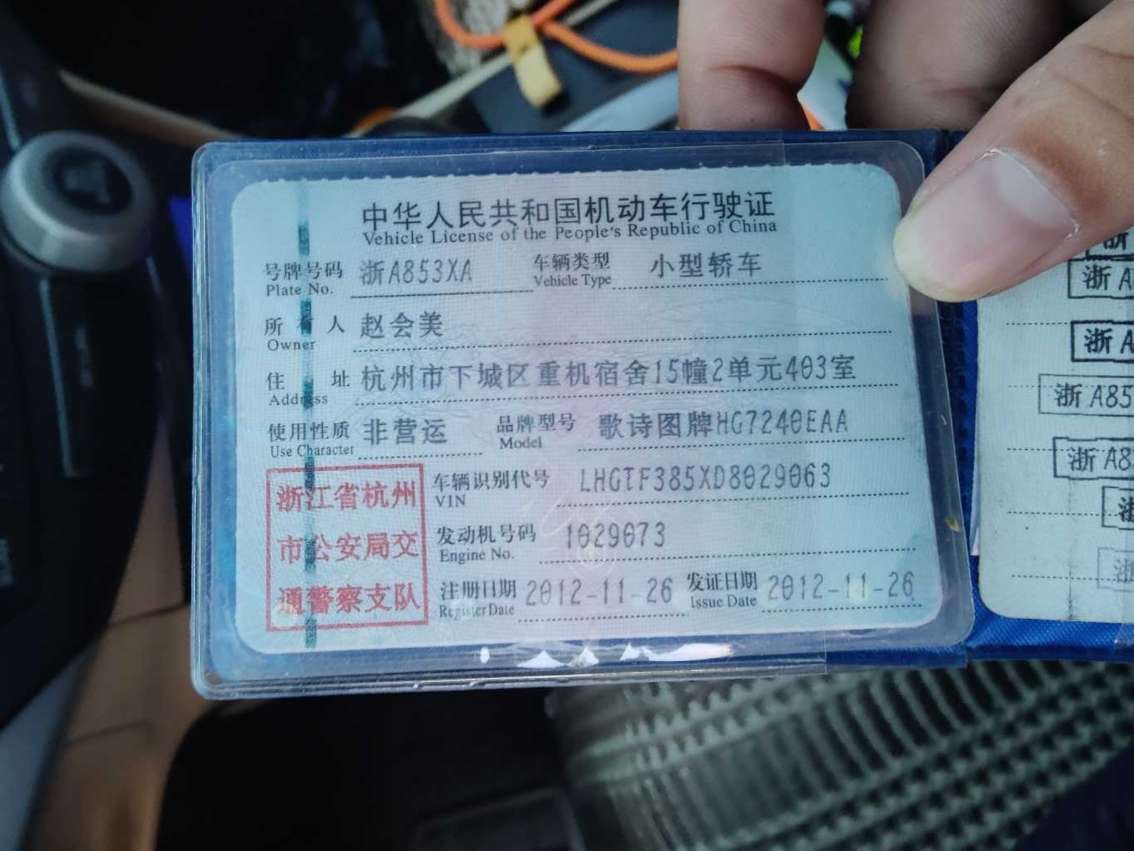 中华人民共和国机动车行驶证
Vehicle License of the People's Republic of China
号牌号码 浙A853XA 车辆类型 小型轿车
Plate No. Vehicle Type
所有人 赵会美
Owner
住址 杭州市下城区重机宿舍15幢2单元403室
Address
使用性质 非营运 品牌型号 歌诗图牌HG7240EAA
Use Character Model
浙江省杭州
市公安局交
通警察支队
车辆识别代号 LHGTF385XD8029063
VIN
发动机号码 1029073
Engine No.
注册日期 2012-11-26 发证日期 2012-11-26
Register Date Issue Date
浙A
浙A
浙A85
浙A8
浙
浙